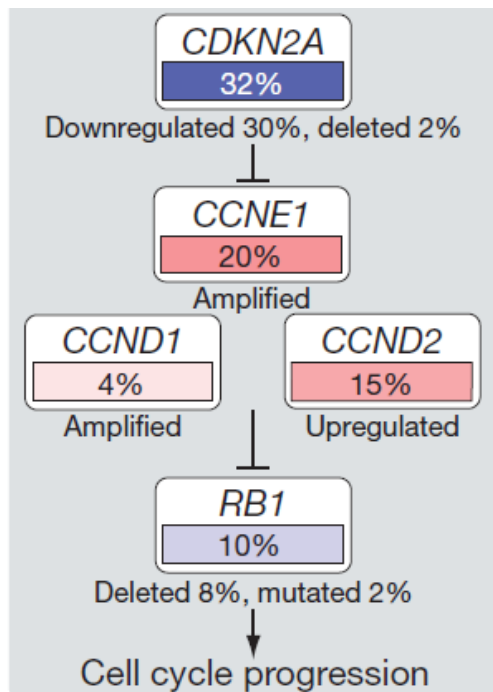 CDKN2A
32%
Downregulated 30%, deleted 2%
CCNE1
20%
Amplified
CCND1
4%
Amplified
CCND2
15%
Upregulated
RB1
10%
Deleted 8%, mutated 2%
Cell cycle progression